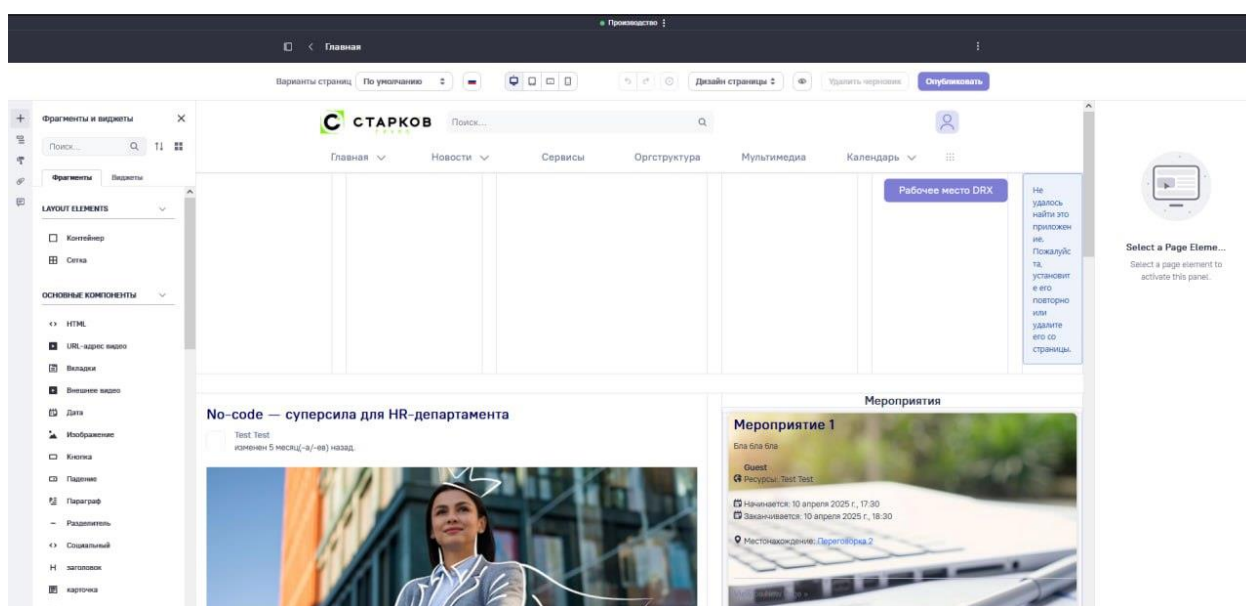 Производство
Главная
Варианты страниц По умолчанию Дизайн страницы Удалить черновик Опубликовать
Фрагменты и виджеты
Поиск...
Фрагменты Виджеты
LAYOUT ELEMENTS
Контейнер
Сетка
ОСНОВНЫЕ КОМПОНЕНТЫ
HTML
URL-адрес видео
Вкладки
Внешнее видео
Дата
Изображение
Кнопка
Падение
Параграф
Разделитель
Социальный
заголовок
карточка
СТАРКОВ
Поиск...
Главная Новости Сервисы Оргструктура Мультимедиа Календарь
Рабочее место DRX
Не
удалось
найти это
приложен
ие.
Пожалуйс
та,
установит
е его
повторно
или
удалите
его со
страницы.
No-code — суперсила для HR-департамента
Test Test
изменен 5 месяц(-а/-ев) назад.
Мероприятия
Мероприятие 1
Бла бла бла
Guest
Ресурсы: Test Test
Начинается: 10 апреля 2025 г., 17:30
Заканчивается: 10 апреля 2025 г., 18:30
Местонахождение: Переговорка 2
Select a Page Eleme...
Select a page element to
activate this panel.